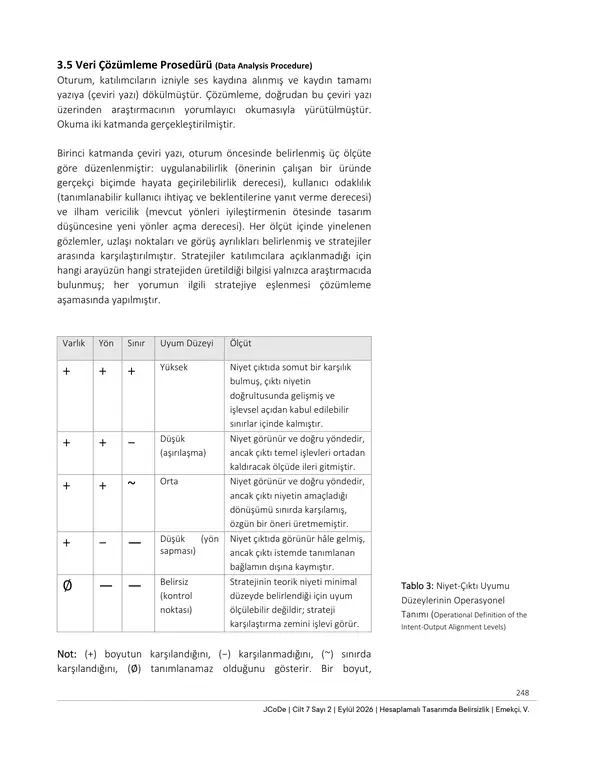 3.5 Veri Çözümleme Prosedürü (Data Analysis Procedure)
Oturum, katılımcıların izniyle ses kaydına alınmış ve kaydın tamamı
yazıya (çeviri yazı) dökülmüştür. Çözümleme, doğrudan bu çeviri yazı
üzerinden araştırmacının yorumlayıcı okumasıyla yürütülmüştür.
Okuma iki katmanda gerçekleştirilmiştir.
Birinci katmanda çeviri yazı, oturum öncesinde belirlenmiş üç ölçüte
göre düzenlenmiştir: uygulanabilirlik (önerinin çalışan bir üründe
gerçekçi biçimde hayata geçirilebilirlik derecesi), kullanıcı odaklılık
(tanımlanabilir kullanıcı ihtiyaç ve beklentilerine yanıt verme derecesi)
ve ilham vericilik (mevcut yönleri iyileştirmenin ötesinde tasarım
düşüncesine yeni yönler açma derecesi). Her ölçüt içinde yinelenen
gözlemler, uzlaşı noktaları ve görüş ayrılıkları belirlenmiş ve stratejiler
arasında karşılaştırılmıştır. Stratejiler katılımcılara açıklanmadığı için
hangi arayüzün hangi stratejiden üretildiği bilgisi yalnızca araştırmacıda
bulunmuş; her yorumun ilgili stratejiye eşlenmesi çözümleme
aşamasında yapılmıştır.
Varlık Yön Sınır Uyum Düzeyi Ölçüt
+ + + Yüksek Niyet çıktıda somut bir karşılık
bulmuş, çıktı niyetin
doğrultusunda gelişmiş ve
işlevsel açıdan kabul edilebilir
sınırlar içinde kalmıştır.
+ + − Düşük Niyet görünür ve doğru yöndedir,
(aşırılaşma) ancak çıktı temel işlevleri ortadan
kaldıracak ölçüde ileri gitmiştir.
+ + ~ Orta Niyet görünür ve doğru yöndedir,
ancak çıktı niyetin amaçladığı
dönüşümü sınırda karşılamış,
özgün bir öneri üretmemiştir.
+ − — Düşük (yön Niyet çıktıda görünür hâle gelmiş,
sapması) ancak çıktı istemde tanımlanan
bağlamın dışına kaymıştır.
Ø — — Belirsiz Stratejinin teorik niyeti minimal
(kontrol düzeyde belirlendiği için uyum
noktası) ölçülebilir değildir; strateji
karşılaştırma zemini işlevi görür.
Tablo 3: Niyet-Çıktı Uyumu
Düzeylerinin Operasyonel
Tanımı (Operational Definition of the
Intent-Output Alignment Levels)
Not: (+) boyutun karşılandığını, (−) karşılanmadığını, (~) sınırda
karşılandığını, (Ø) tanımlanamaz olduğunu gösterir. Bir boyut,
248
JCoDe | Cilt 7 Sayı 2 | Eylül 2026 | Hesaplamalı Tasarımda Belirsizlik | Emekçi, V.